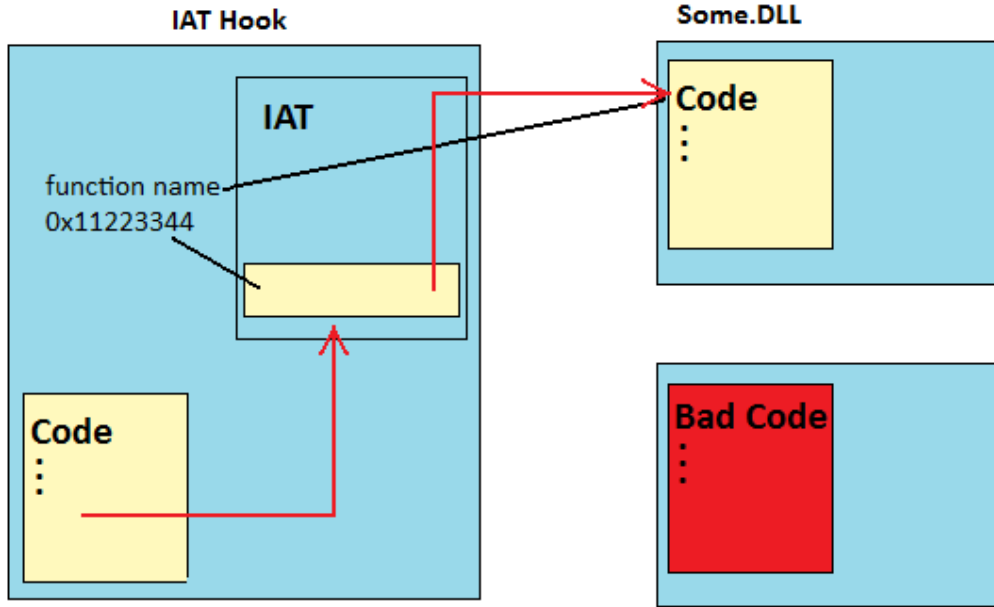 IAT Hook
Some.DLL
IAT
Code
function name
0x11223344
Code
Bad Code